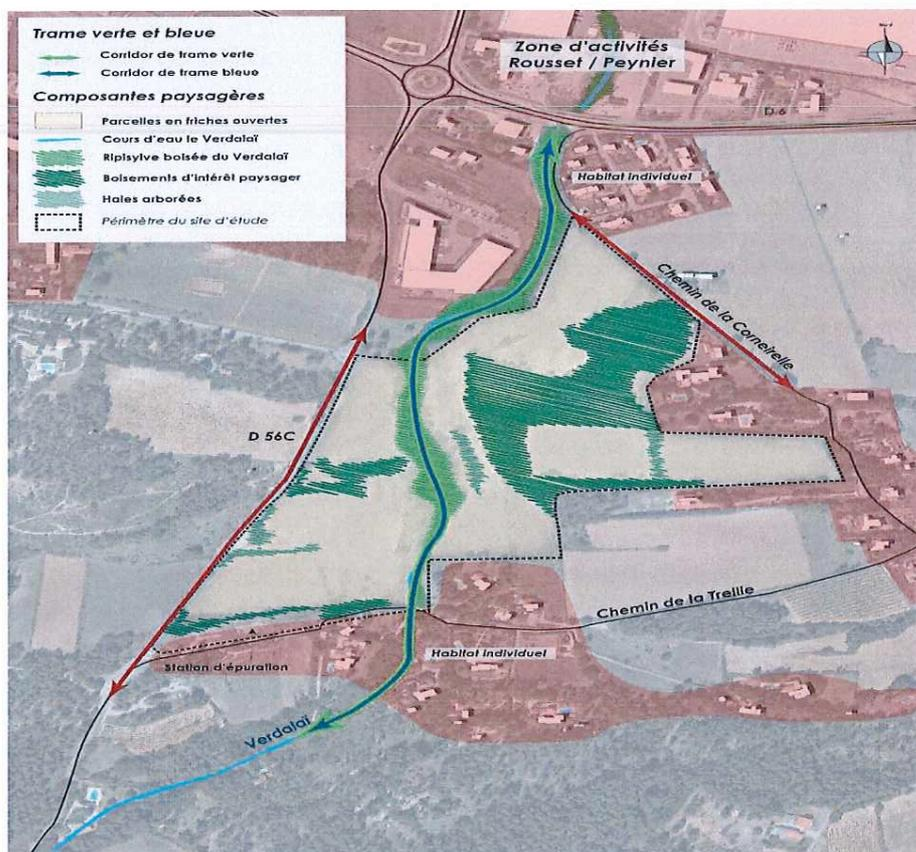 Trame verte et bleue
Corridor de trame verte
Corridor de trame bleue
Composantes paysagères
Parcelles en friches ouvertes
Cours d'eau le Verdalaï
Ripisylve boisée du Verdalaï
Boisements d'intérêt paysager
Haies arborées
Périmètre du site d'étude
Zone d'activités
Rousset / Peynier
Nord
D 6
Habitat individuel
Chemin de la Corneirelle
D 56C
Chemin de la Treille
Station d'épuration
Habitat individuel
Verdalaï